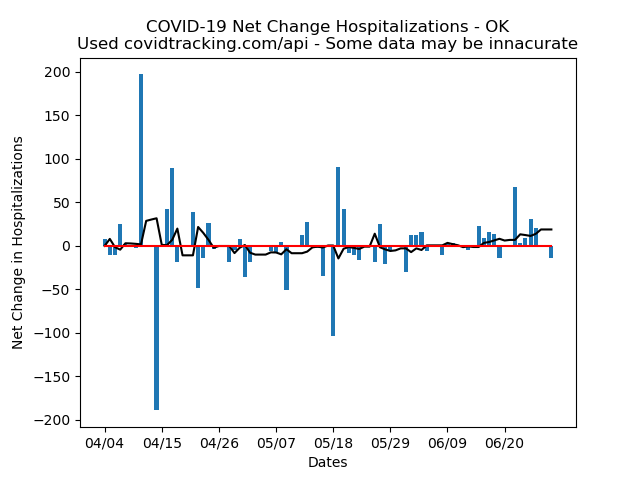 COVID-19 Net Change Hospitalizations - OK
Used covidtracking.com/api - Some data may be innacurate
Net Change in Hospitalizations
200
150
100
50
0
−50
−100
−150
−200
04/04 04/15 04/26 05/07 05/18 05/29 06/09 06/20
Dates